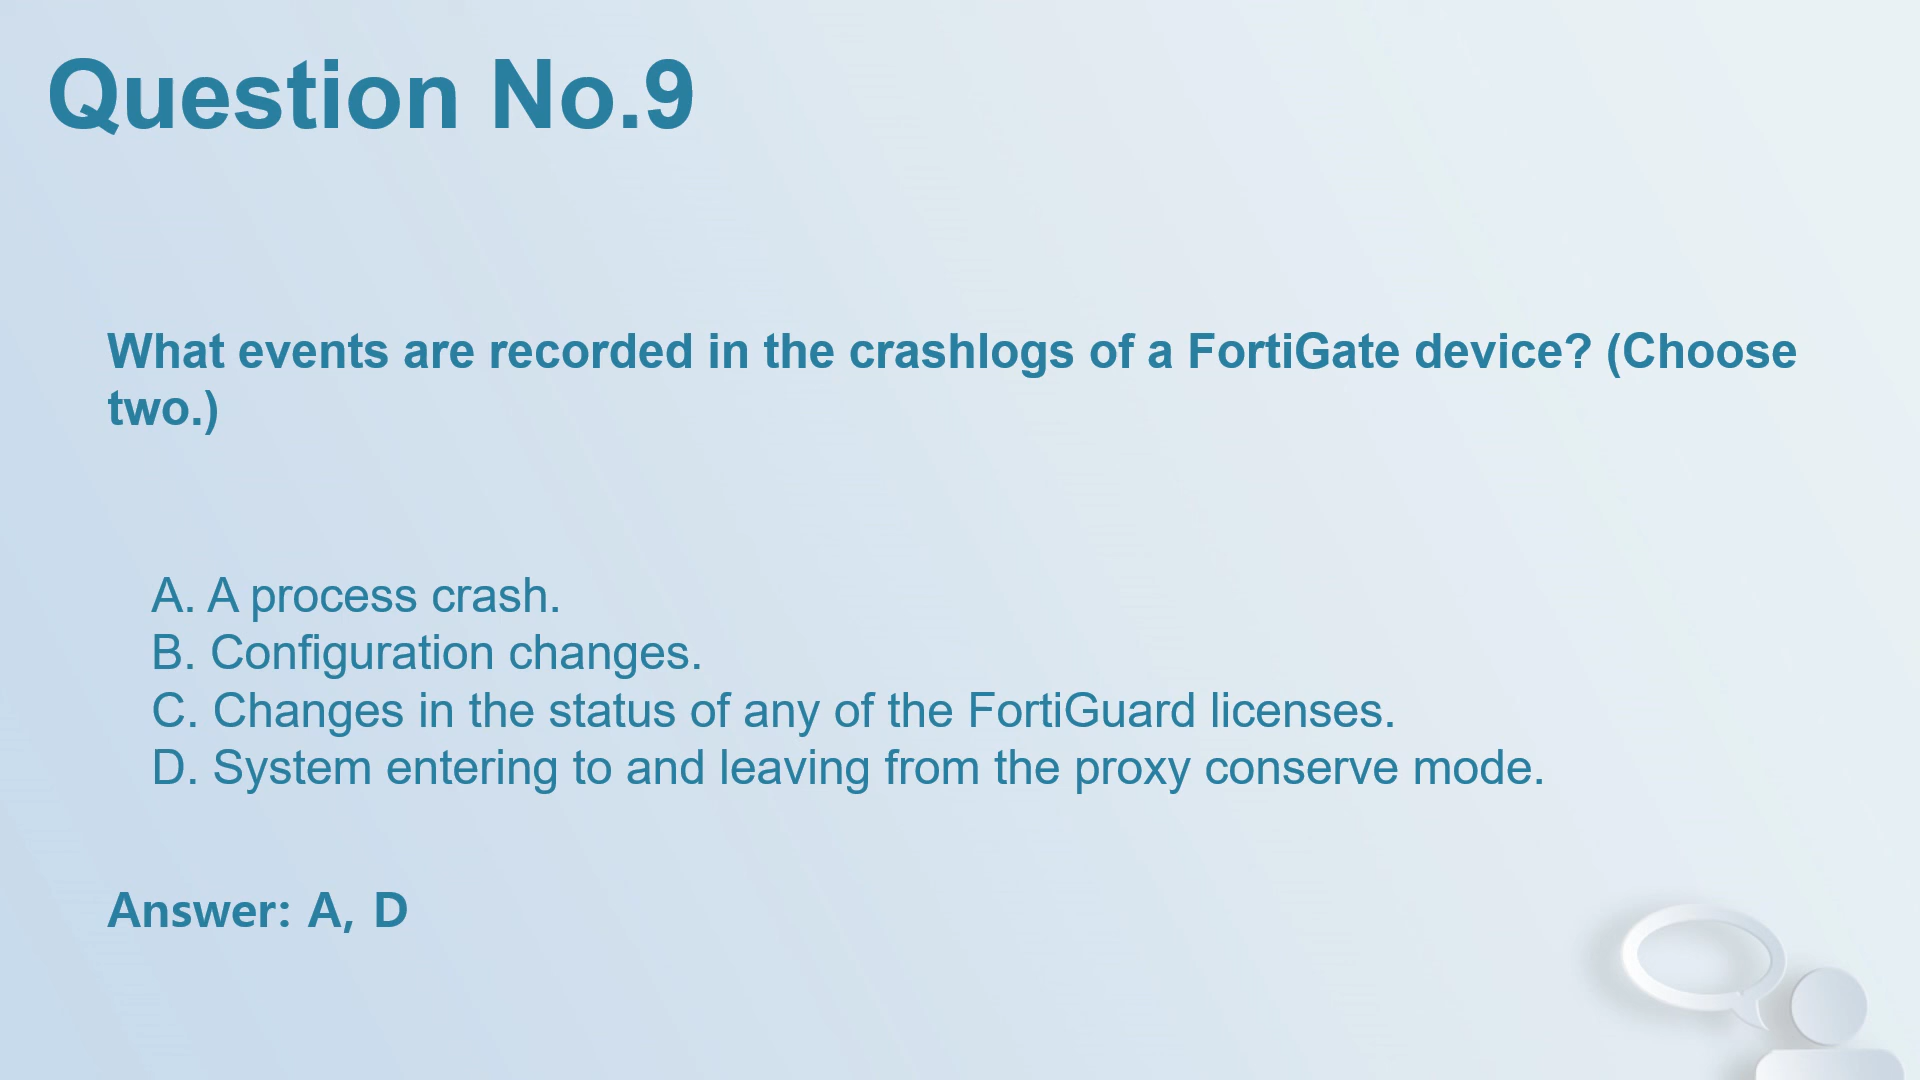 Question No.9
What events are recorded in the crashlogs of a FortiGate device? (Choose
two.)
A. A process crash.
B. Configuration changes.
C. Changes in the status of any of the FortiGuard licenses.
D. System entering to and leaving from the proxy conserve mode.
Answer: A, D